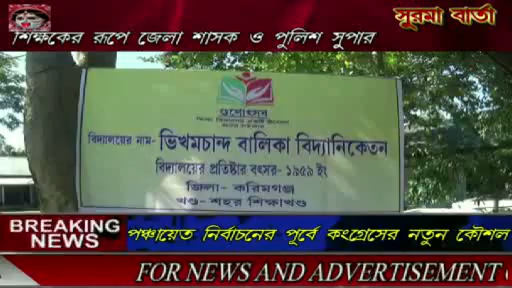 সুরমা বার্তা
শিক্ষকের রূপে জেলা শাসক ও পুলিশ সুপার
গুণোৎসব
বিদ্যালয়ের নাম- ভিখমচান্দ বালিকা বিদ্যানিকেতন
বিদ্যালয়ের প্রতিষ্ঠার বৎসর- ১৯৫৯ ইং
জিলা- করিমগঞ্জ
খণ্ড- শহর শিক্ষাখণ্ড
BREAKING NEWS
পঞ্চায়েত নির্বাচনের পূর্বে কংগ্রেসের নতুন কৌশল
FOR NEWS AND ADVERTISEMENT